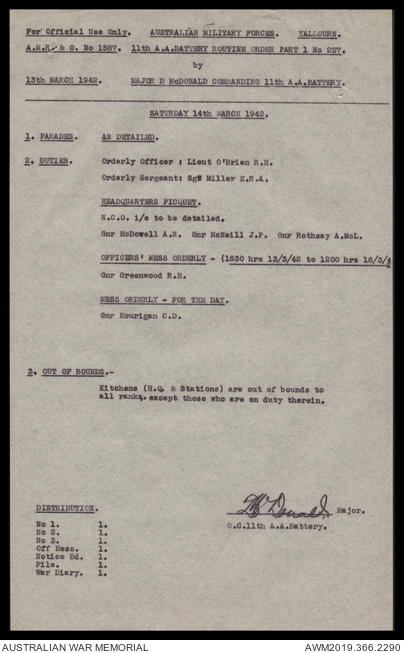 For Official Use Only. AUSTRALIAN MILITARY FORCES. YALLOURN.
A.M.R. & O. No 1587. 11th A.A.BATTERY ROUTINE ORDER PART 1 No 227.
by
13th MARCH 1942. MAJOR D McDONALD COMMANDING 11th A.A.BATTERY.
SATURDAY 14th MARCH 1942.
1. PARADES. AS DETAILED.
2. DUTIES. Orderly Officer : Lieut O'Brien R.H.
Orderly Sergeant: Sgt Miller E.R.A.
HEADQUARTERS PICQUET.
N.C.O. i/c to be detailed.
Gnr McDowell A.R. Gnr McNeill J.P. Gnr Rothsay A.McL.
OFFICERS' MESS ORDERLY - (1630 hrs 13/3/42 to 1200 hrs 16/3/4
Gnr Greenwood R.H.
MESS ORDERLY - FOR THE DAY.
Gnr Hourigan C.D.
3. OUT OF BOUNDS.-
Kitchens (H.Q. & Stations) are out of bounds to
all ranks. except those who are on duty therein.
DISTRIBUTION.
McDonald Major.
O.C.11th A.A.Battery.
No 1. 1.
No 2. 1.
No 3. 1.
Off Mess. 1.
Notice Bd. 1.
File. 1.
War Diary. 1.
AUSTRALIAN WAR MEMORIAL AWM2019.366.2290